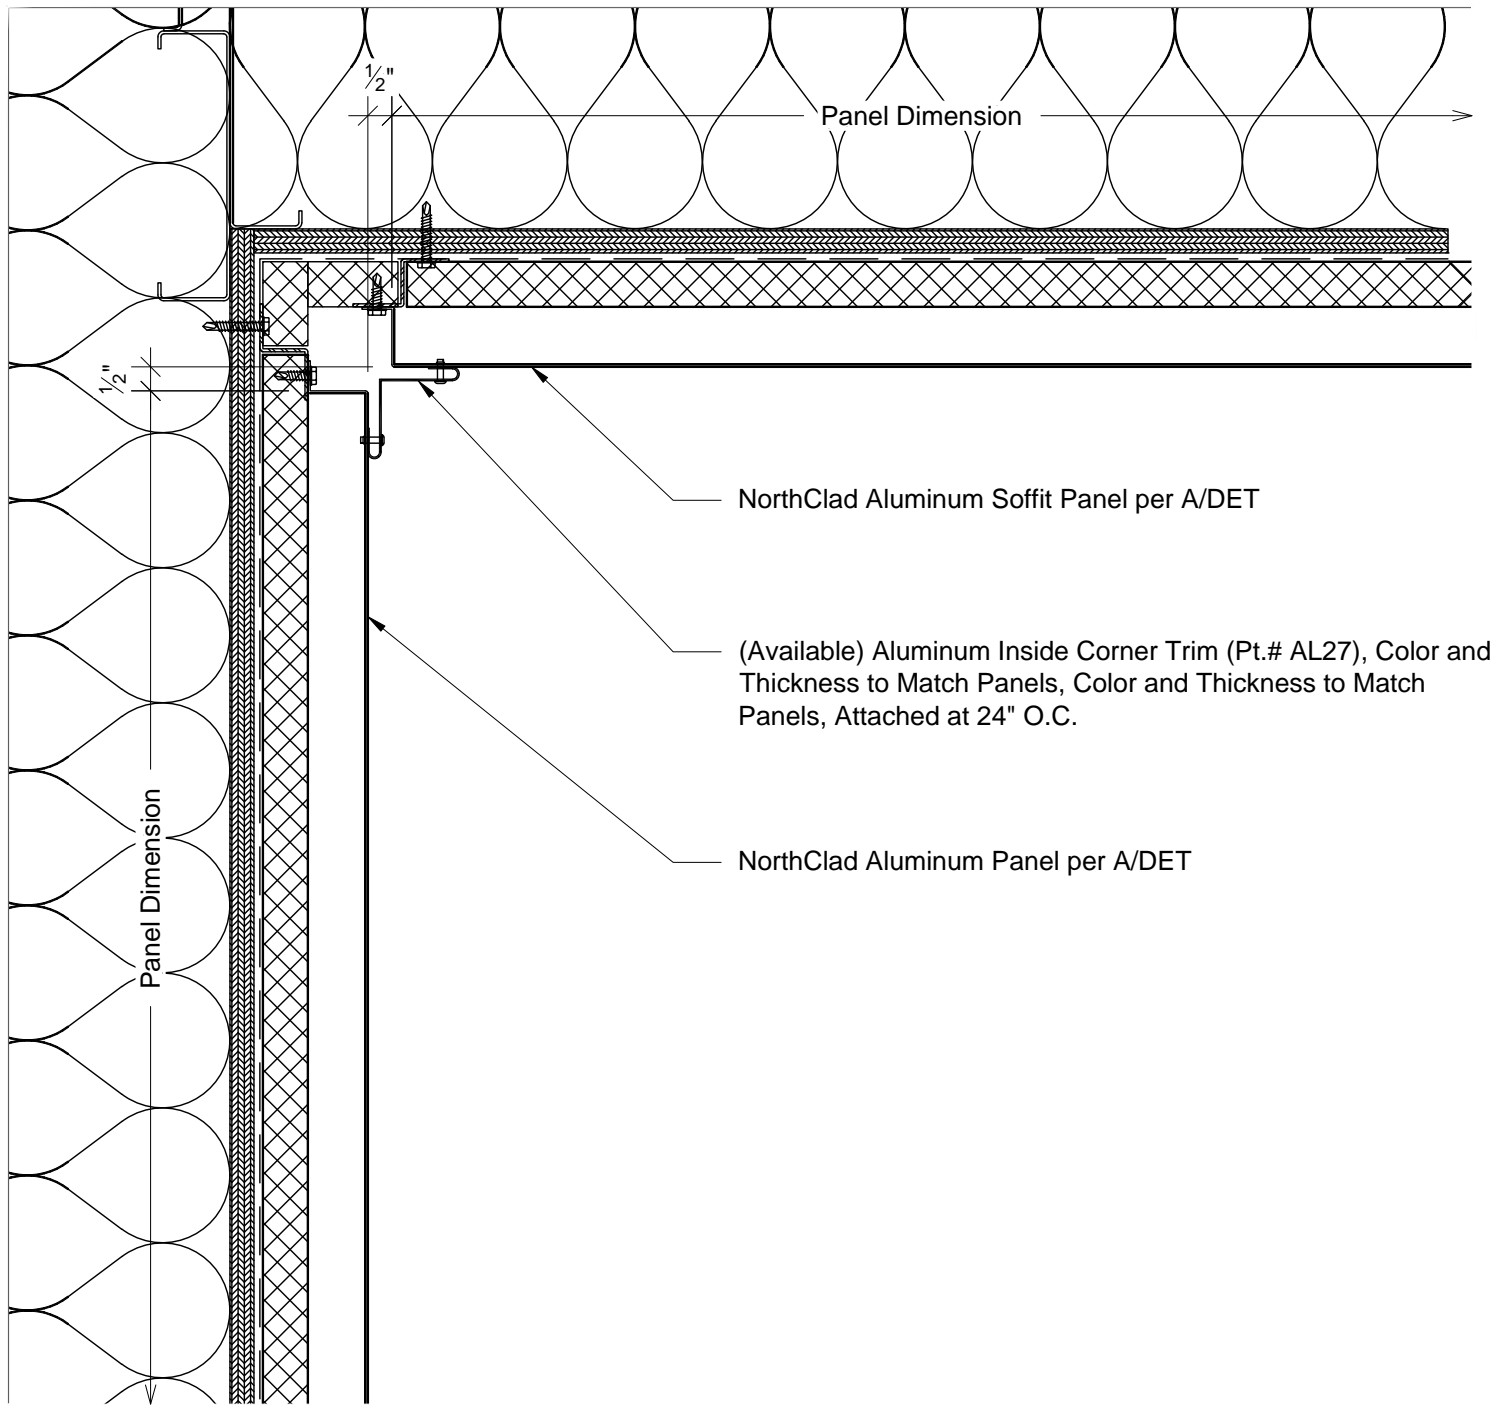 ½"
Panel Dimension
½"
NorthClad Aluminum Soffit Panel per A/DET
(Available) Aluminum Inside Corner Trim (Pt.# AL27), Color and
Thickness to Match Panels, Color and Thickness to Match
Panels, Attached at 24" O.C.
Panel Dimension
NorthClad Aluminum Panel per A/DET